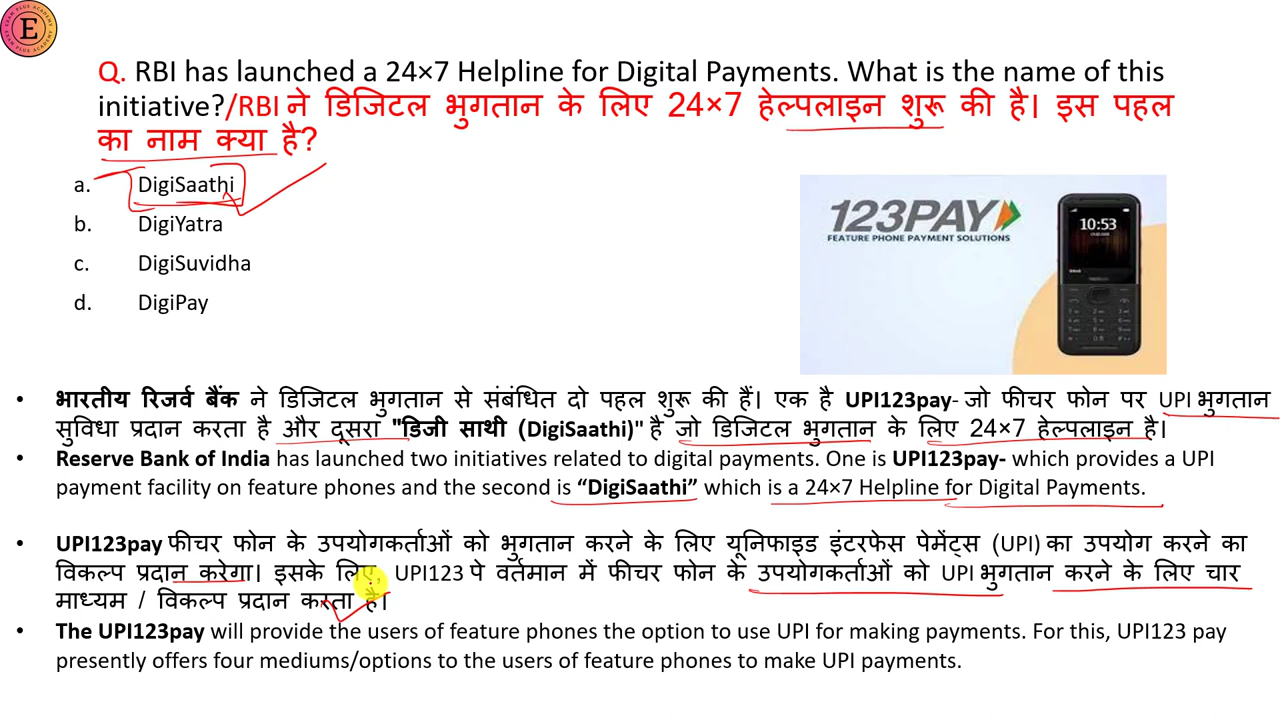 E
Q. RBI has launched a 24×7 Helpline for Digital Payments. What is the name of this
initiative?/RBI ने डिजिटल भुगतान के लिए 24×7 हेल्पलाइन शुरू की है। इस पहल
का नाम क्या है?
a. DigiSaathi
b. DigiYatra
c. DigiSuvidha
d. DigiPay
123PAY
FEATURE PHONE PAYMENT SOLUTIONS
10:53
• भारतीय रिजर्व बैंक ने डिजिटल भुगतान से संबंधित दो पहल शुरू की हैं। एक है UPI123pay- जो फीचर फोन पर UPI भुगतान
सुविधा प्रदान करता है और दूसरा "डिजी साथी (DigiSaathi)" है जो डिजिटल भुगतान के लिए 24×7 हेल्पलाइन है।
• Reserve Bank of India has launched two initiatives related to digital payments. One is UPI123pay- which provides a UPI
payment facility on feature phones and the second is “DigiSaathi” which is a 24×7 Helpline for Digital Payments.
• UPI123pay फीचर फोन के उपयोगकर्ताओं को भुगतान करने के लिए यूनिफाइड इंटरफेस पेमेंट्स (UPI) का उपयोग करने का
विकल्प प्रदान करेगा। इसके लिए, UPI123 पे वर्तमान में फीचर फोन के उपयोगकर्ताओं को UPI भुगतान करने के लिए चार
माध्यम / विकल्प प्रदान करता है।
• The UPI123pay will provide the users of feature phones the option to use UPI for making payments. For this, UPI123 pay
presently offers four mediums/options to the users of feature phones to make UPI payments.